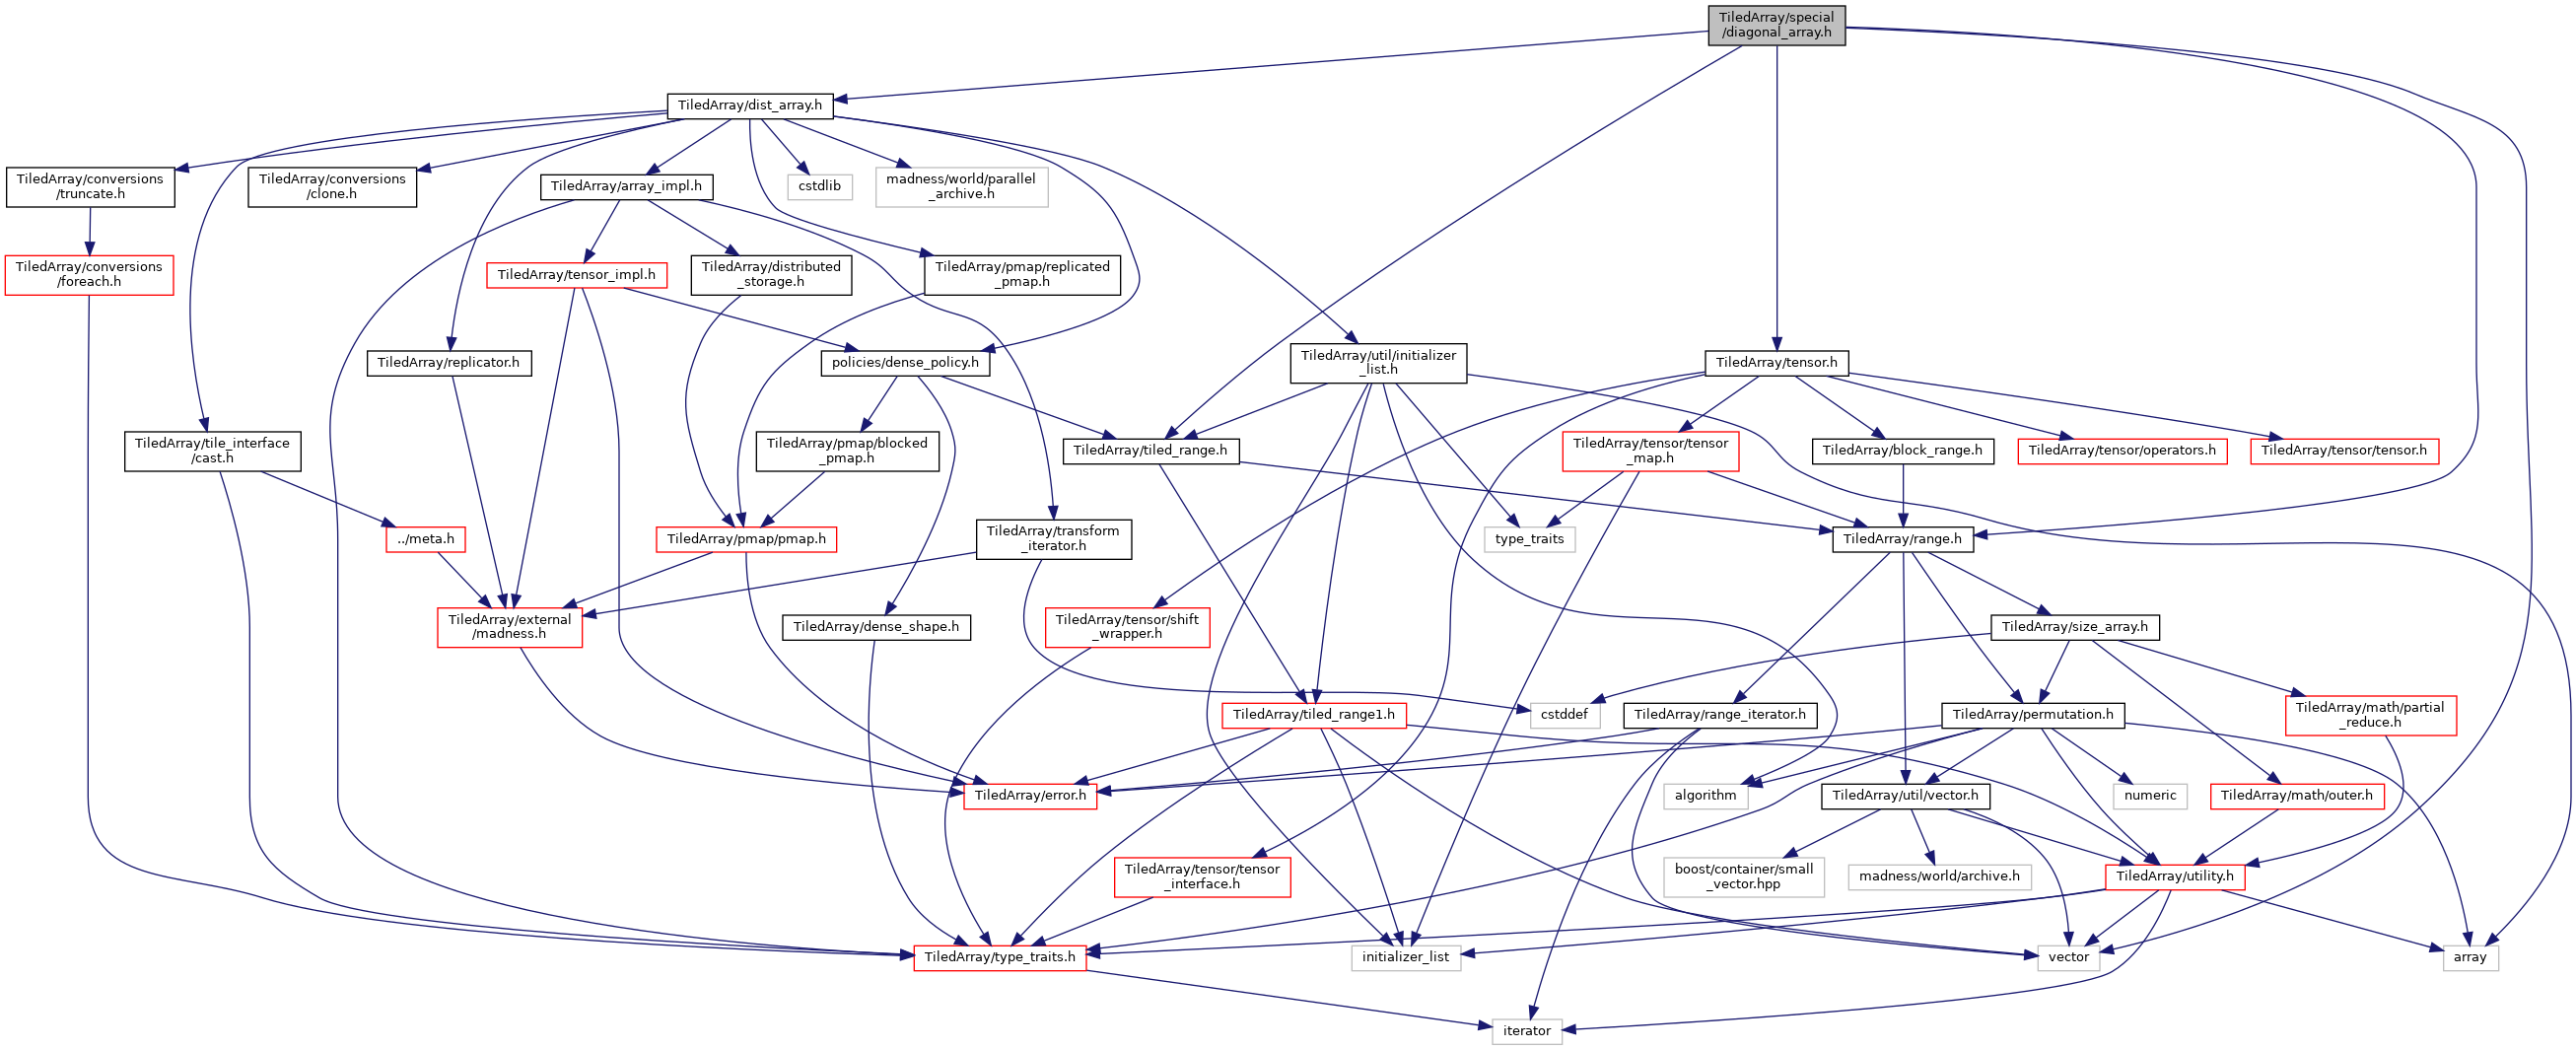 TiledArray/special
/diagonal_array.h
TiledArray/dist_array.h
TiledArray/conversions
/truncate.h
TiledArray/conversions
/clone.h
TiledArray/array_impl.h
cstdlib
madness/world/parallel
_archive.h
TiledArray/conversions
/foreach.h
TiledArray/tensor_impl.h
TiledArray/distributed
_storage.h
TiledArray/pmap/replicated
_pmap.h
TiledArray/replicator.h
policies/dense_policy.h
TiledArray/util/initializer
_list.h
TiledArray/tensor.h
TiledArray/tile_interface
/cast.h
TiledArray/pmap/blocked
_pmap.h
TiledArray/tiled_range.h
TiledArray/tensor/tensor
_map.h
TiledArray/block_range.h
TiledArray/tensor/operators.h
TiledArray/tensor/tensor.h
../meta.h
TiledArray/pmap/pmap.h
TiledArray/transform
_iterator.h
type_traits
TiledArray/range.h
TiledArray/external
/madness.h
TiledArray/dense_shape.h
TiledArray/tensor/shift
_wrapper.h
TiledArray/size_array.h
TiledArray/tiled_range1.h
cstddef
TiledArray/range_iterator.h
TiledArray/permutation.h
TiledArray/math/partial
_reduce.h
TiledArray/error.h
algorithm
TiledArray/util/vector.h
numeric
TiledArray/math/outer.h
TiledArray/tensor/tensor
_interface.h
boost/container/small
_vector.hpp
madness/world/archive.h
TiledArray/utility.h
TiledArray/type_traits.h
initializer_list
vector
array
iterator